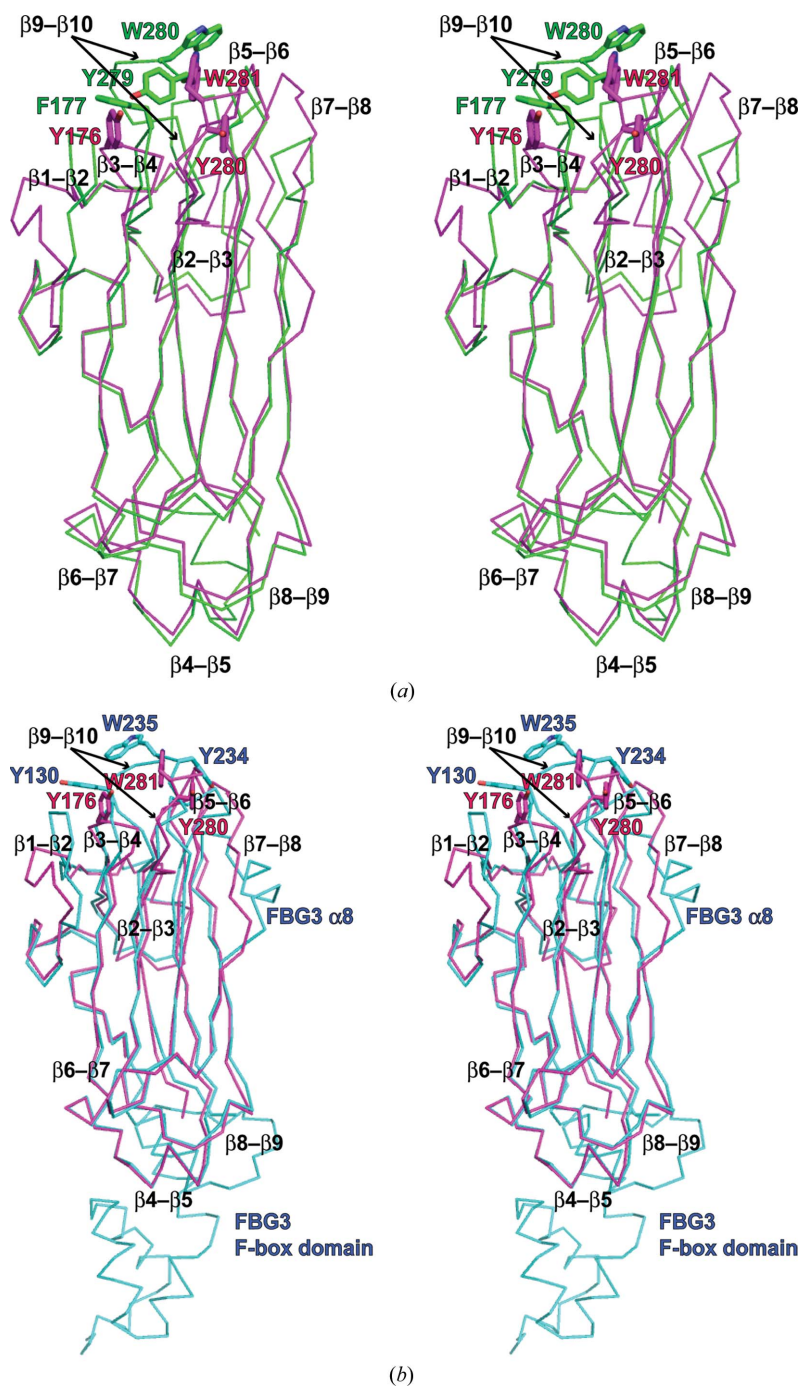 β9–β10
W280
β5–β6
Y279
W281
β7–β8
F177
Y176
Y280
β3–β4
β1–β2
β2–β3
β6–β7
β8–β9
β4–β5
β9–β10
W280
β5–β6
Y279
W281
β7–β8
F177
Y176
Y280
β3–β4
β1–β2
β2–β3
β6–β7
β8–β9
β4–β5
(a)
W235
β9–β10
Y234
Y130
W281
Y176
β5–β6
Y280
β1–β2
β3–β4
β7–β8
FBG3 α8
β2–β3
β6–β7
β8–β9
β4–β5
FBG3
F-box domain
W235
β9–β10
Y234
Y130
W281
Y176
β5–β6
Y280
β1–β2
β3–β4
β7–β8
FBG3 α8
β2–β3
β6–β7
β8–β9
β4–β5
FBG3
F-box domain
(b)